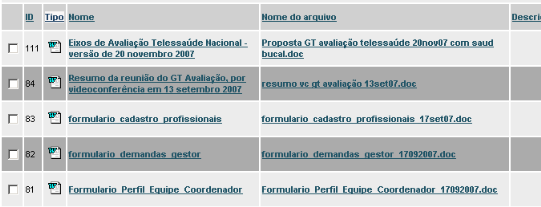 ID Tipo Nome Nome do arquivo Descri
111 Eixos de Avaliação Telessaúde Nacional - versão de 20 novembro 2007 Proposta GT avaliação telessaúde 20nov07 com saud bucal.doc
84 Resumo da reunião do GT Avaliação, por videoconferência em 13 setembro 2007 resumo vc gt avaliação 13set07.doc
83 formulario_cadastro_profissionais formulario_cadastro_profissionais_17set07.doc
82 formulario_demandas_gestor formulario_demandas_gestor_17092007.doc
81 Formulario_Perfil_Equipe_Coordenador Formulario_Perfil_Equipe_Coordenador_17092007.doc